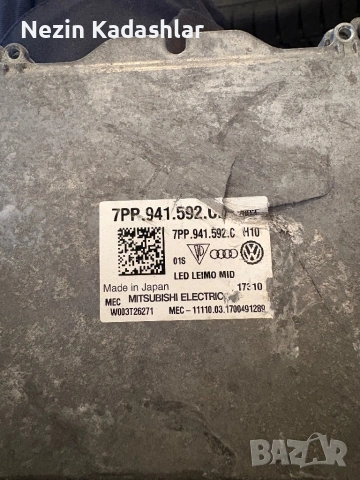 Nezin Kadashlar
7PP.941.592.C
7PP.941.592.C H10
01S
LED LEIMO MID
Made in Japan 17310
MEC MITSUBISHI ELECTRIC
W003T26271 MEC-11110.03.1700491289
BAZAR